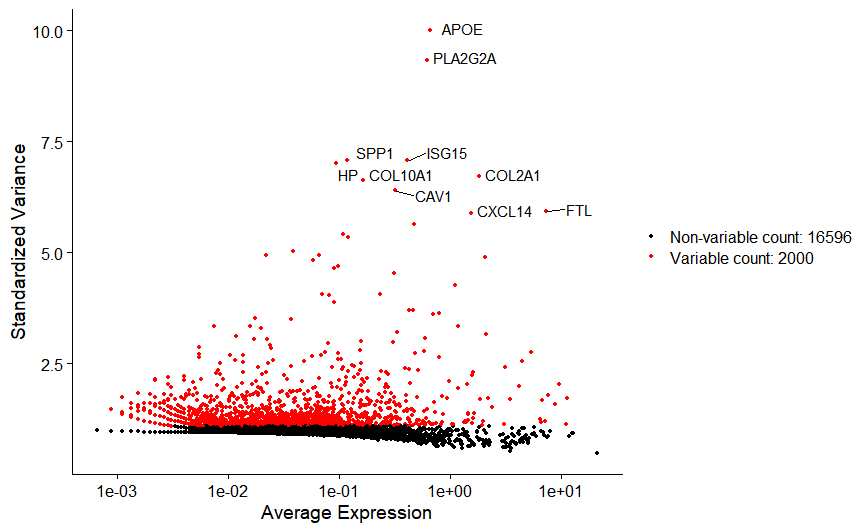 10.0
APOE
PLA2G2A
7.5
SPP1
ISG15
HP
COL10A1
COL2A1
CAV1
CXCL14
FTL
5.0
2.5
Standardized Variance
1e-03
1e-02
1e-01
1e+00
1e+01
Average Expression
Non-variable count: 16596
Variable count: 2000